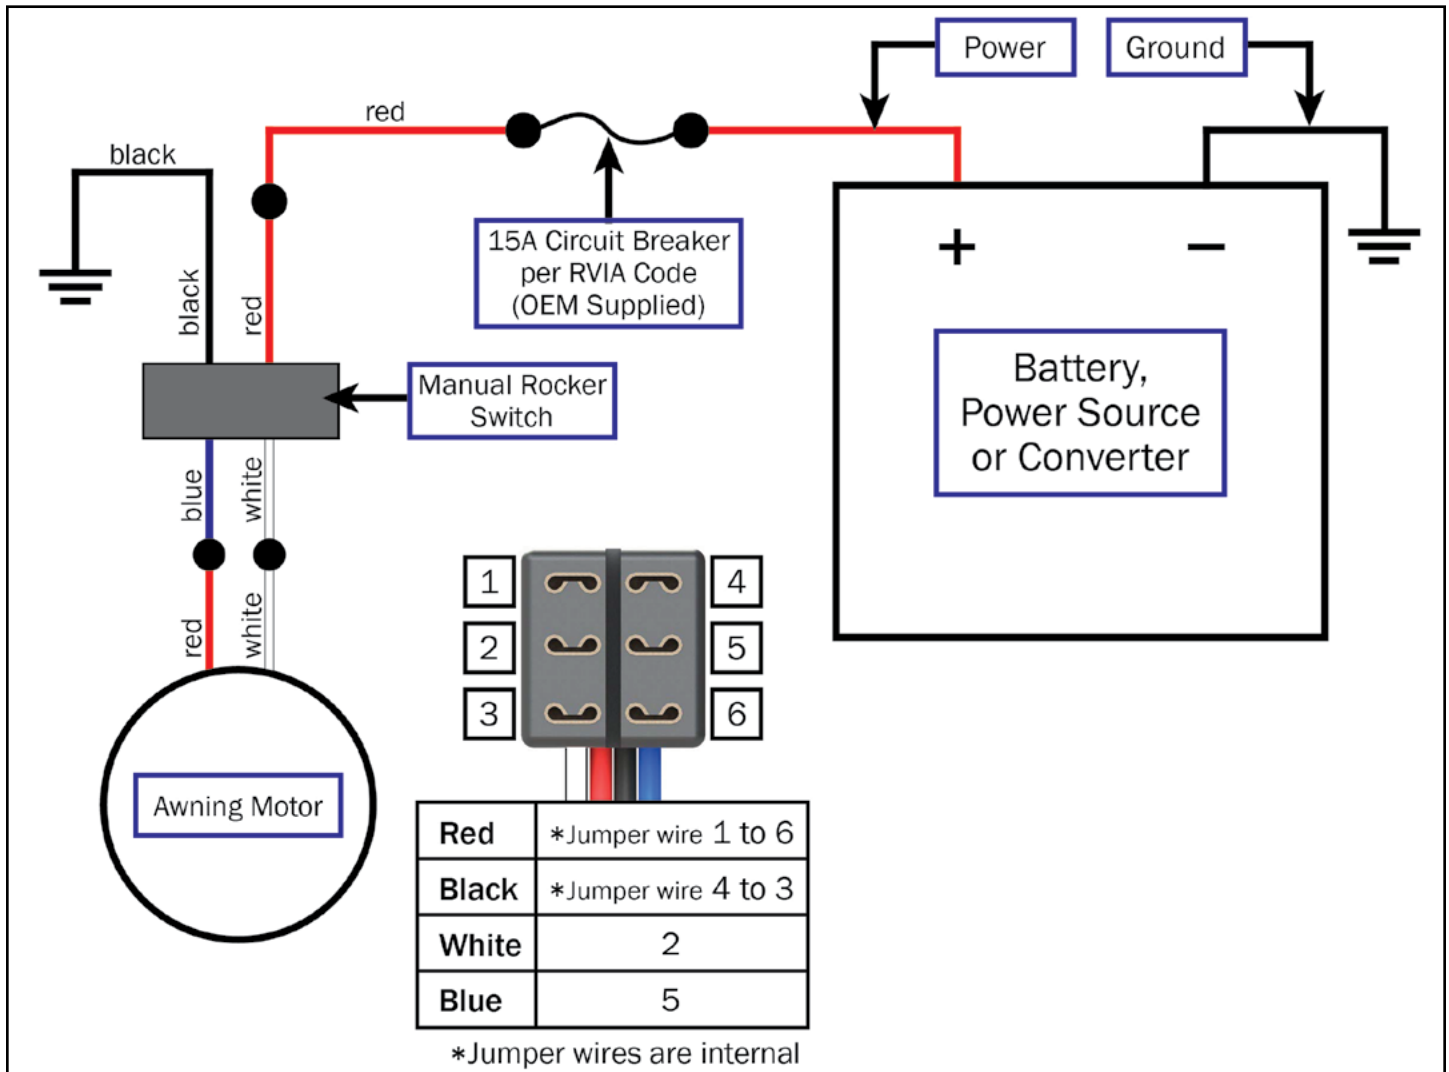 Power
Ground
red
black
15A Circuit Breaker
per RVIA Code
(OEM Supplied)
+
−
black
red
Manual Rocker
Switch
Battery,
Power Source
or Converter
blue
white
1
4
2
5
3
6
red
white
Awning Motor
Red *Jumper wire 1 to 6
Black *Jumper wire 4 to 3
White 2
Blue 5
*Jumper wires are internal